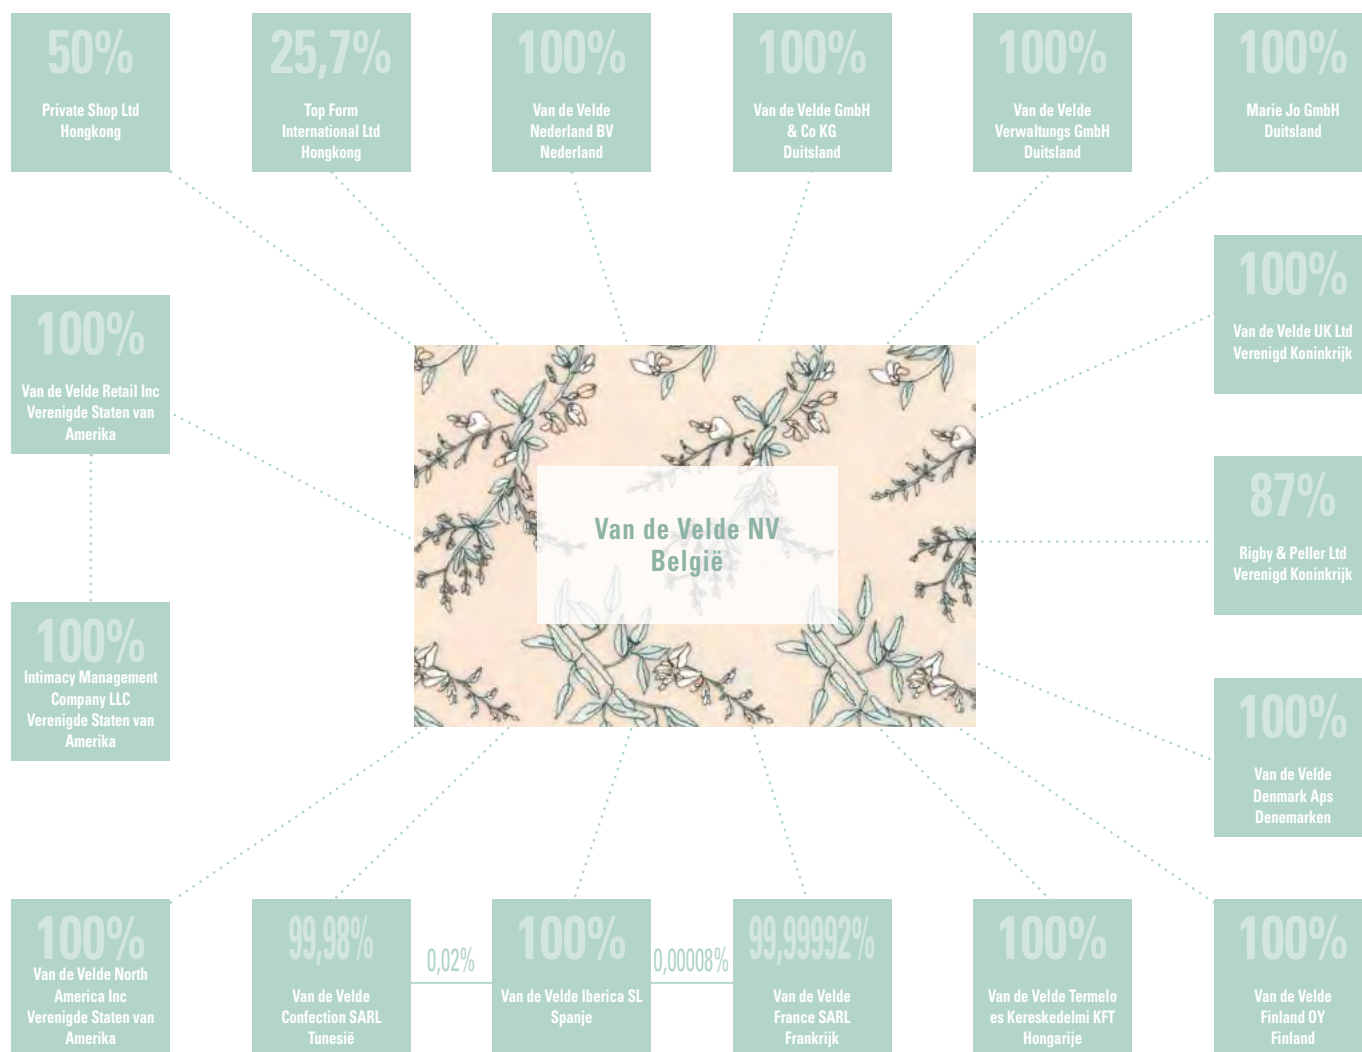 50%
Private Shop Ltd
Hongkong
25,7%
Top Form
International Ltd
Hongkong
100%
Van de Velde
Nederland BV
Nederland
100%
Van de Velde GmbH
& Co KG
Duitsland
100%
Van de Velde
Verwaltungs GmbH
Duitsland
100%
Marie Jo GmbH
Duitsland
100%
Van de Velde UK Ltd
Verenigd Koninkrijk
100%
Van de Velde Retail Inc
Verenigde Staten van
Amerika
87%
Rigby & Peller Ltd
Verenigd Koninkrijk
Van de Velde NV
België
100%
Intimacy Management
Company LLC
Verenigde Staten van
Amerika
100%
Van de Velde
Denmark Aps
Denemarken
100%
Van de Velde North
America Inc
Verenigde Staten van
Amerika
99,98%
Van de Velde
Confection SARL
Tunesië
0,02%
100%
Van de Velde Iberica SL
Spanje
0,00008%
99,99992%
Van de Velde
France SARL
Frankrijk
100%
Van de Velde Termelo
es Kereskedelmi KFT
Hongarije
100%
Van de Velde
Finland OY
Finland